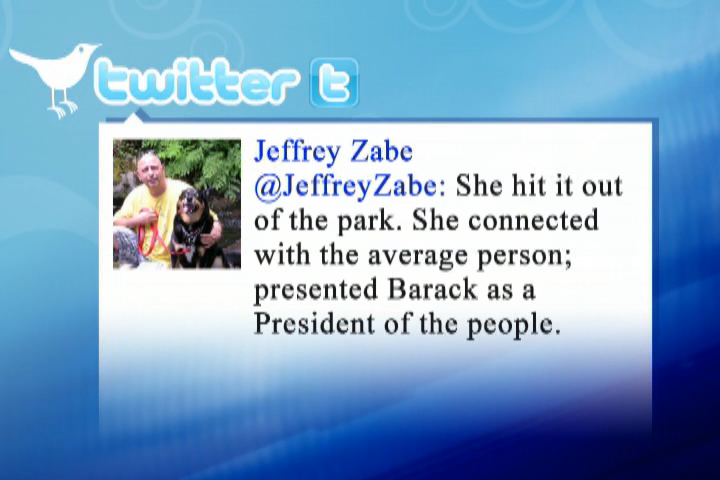 twitter t
Jeffrey Zabe
@JeffreyZabe: She hit it out
of the park. She connected
with the average person;
presented Barack as a
President of the people.